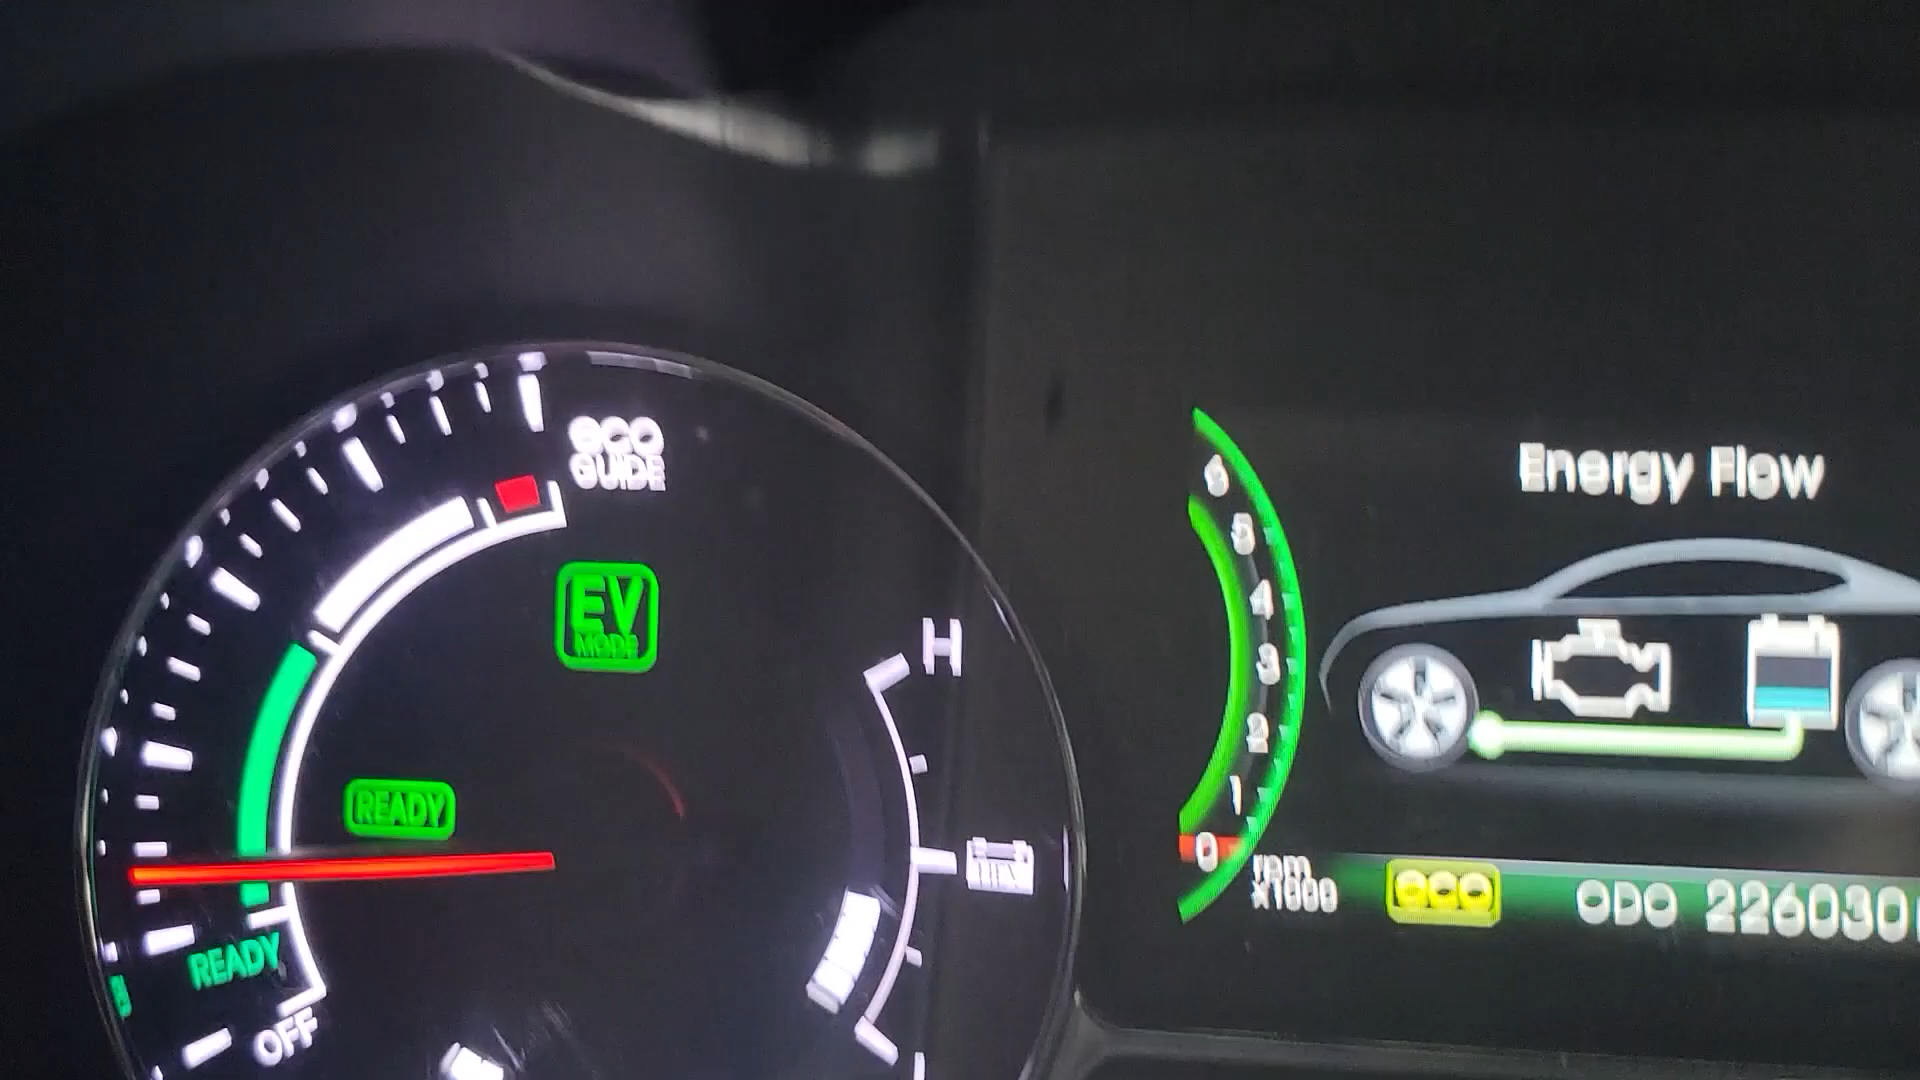 eco
GUIDE
EV
MODE
READY
READY
OFF
H
6
5
4
3
2
1
0
rpm
x1000
Energy Flow
eco
ODO 226030